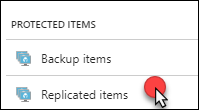 PROTECTED ITEMS
Backup items
Replicated items